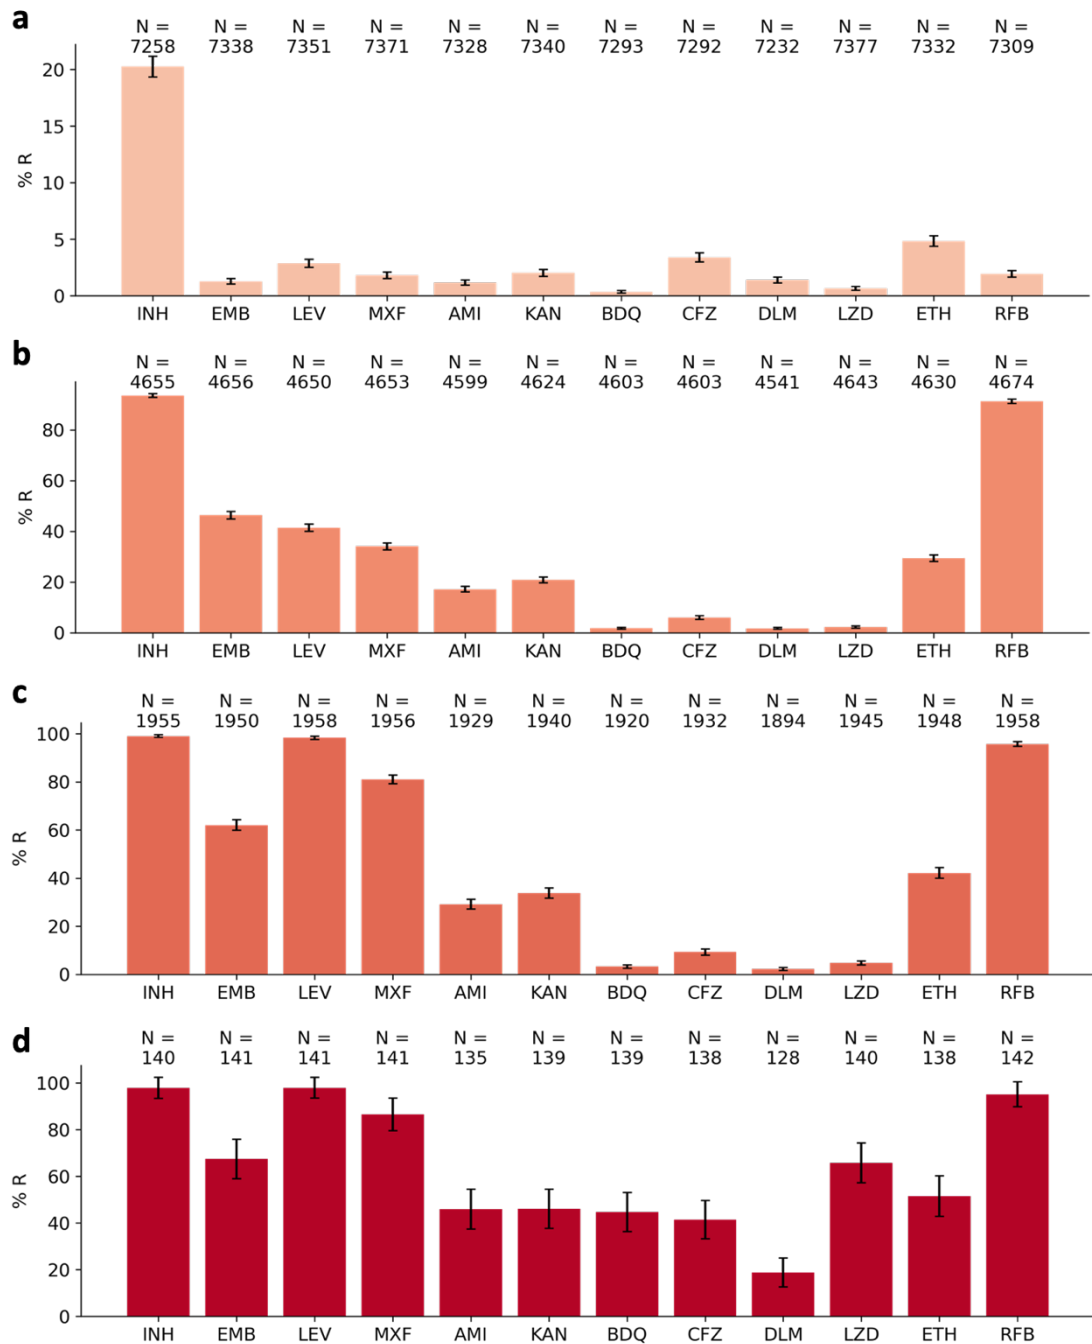 a
N = N = N = N = N = N = N = N = N = N = N = N =
7258 7338 7351 7371 7328 7340 7293 7292 7232 7377 7332 7309
20
15
% R
10
5
0
INH EMB LEV MXF AMI KAN BDQ CFZ DLM LZD ETH RFB
b
N = N = N = N = N = N = N = N = N = N = N = N =
4655 4656 4650 4653 4599 4624 4603 4603 4541 4643 4630 4674
80
60
% R
40
20
0
INH EMB LEV MXF AMI KAN BDQ CFZ DLM LZD ETH RFB
c
N = N = N = N = N = N = N = N = N = N = N = N =
1955 1950 1958 1956 1929 1940 1920 1932 1894 1945 1948 1958
100
80
60
% R
40
20
0
INH EMB LEV MXF AMI KAN BDQ CFZ DLM LZD ETH RFB
d
N = N = N = N = N = N = N = N = N = N = N = N =
140 141 141 141 135 139 139 138 128 140 138 142
100
80
60
% R
40
20
0
INH EMB LEV MXF AMI KAN BDQ CFZ DLM LZD ETH RFB